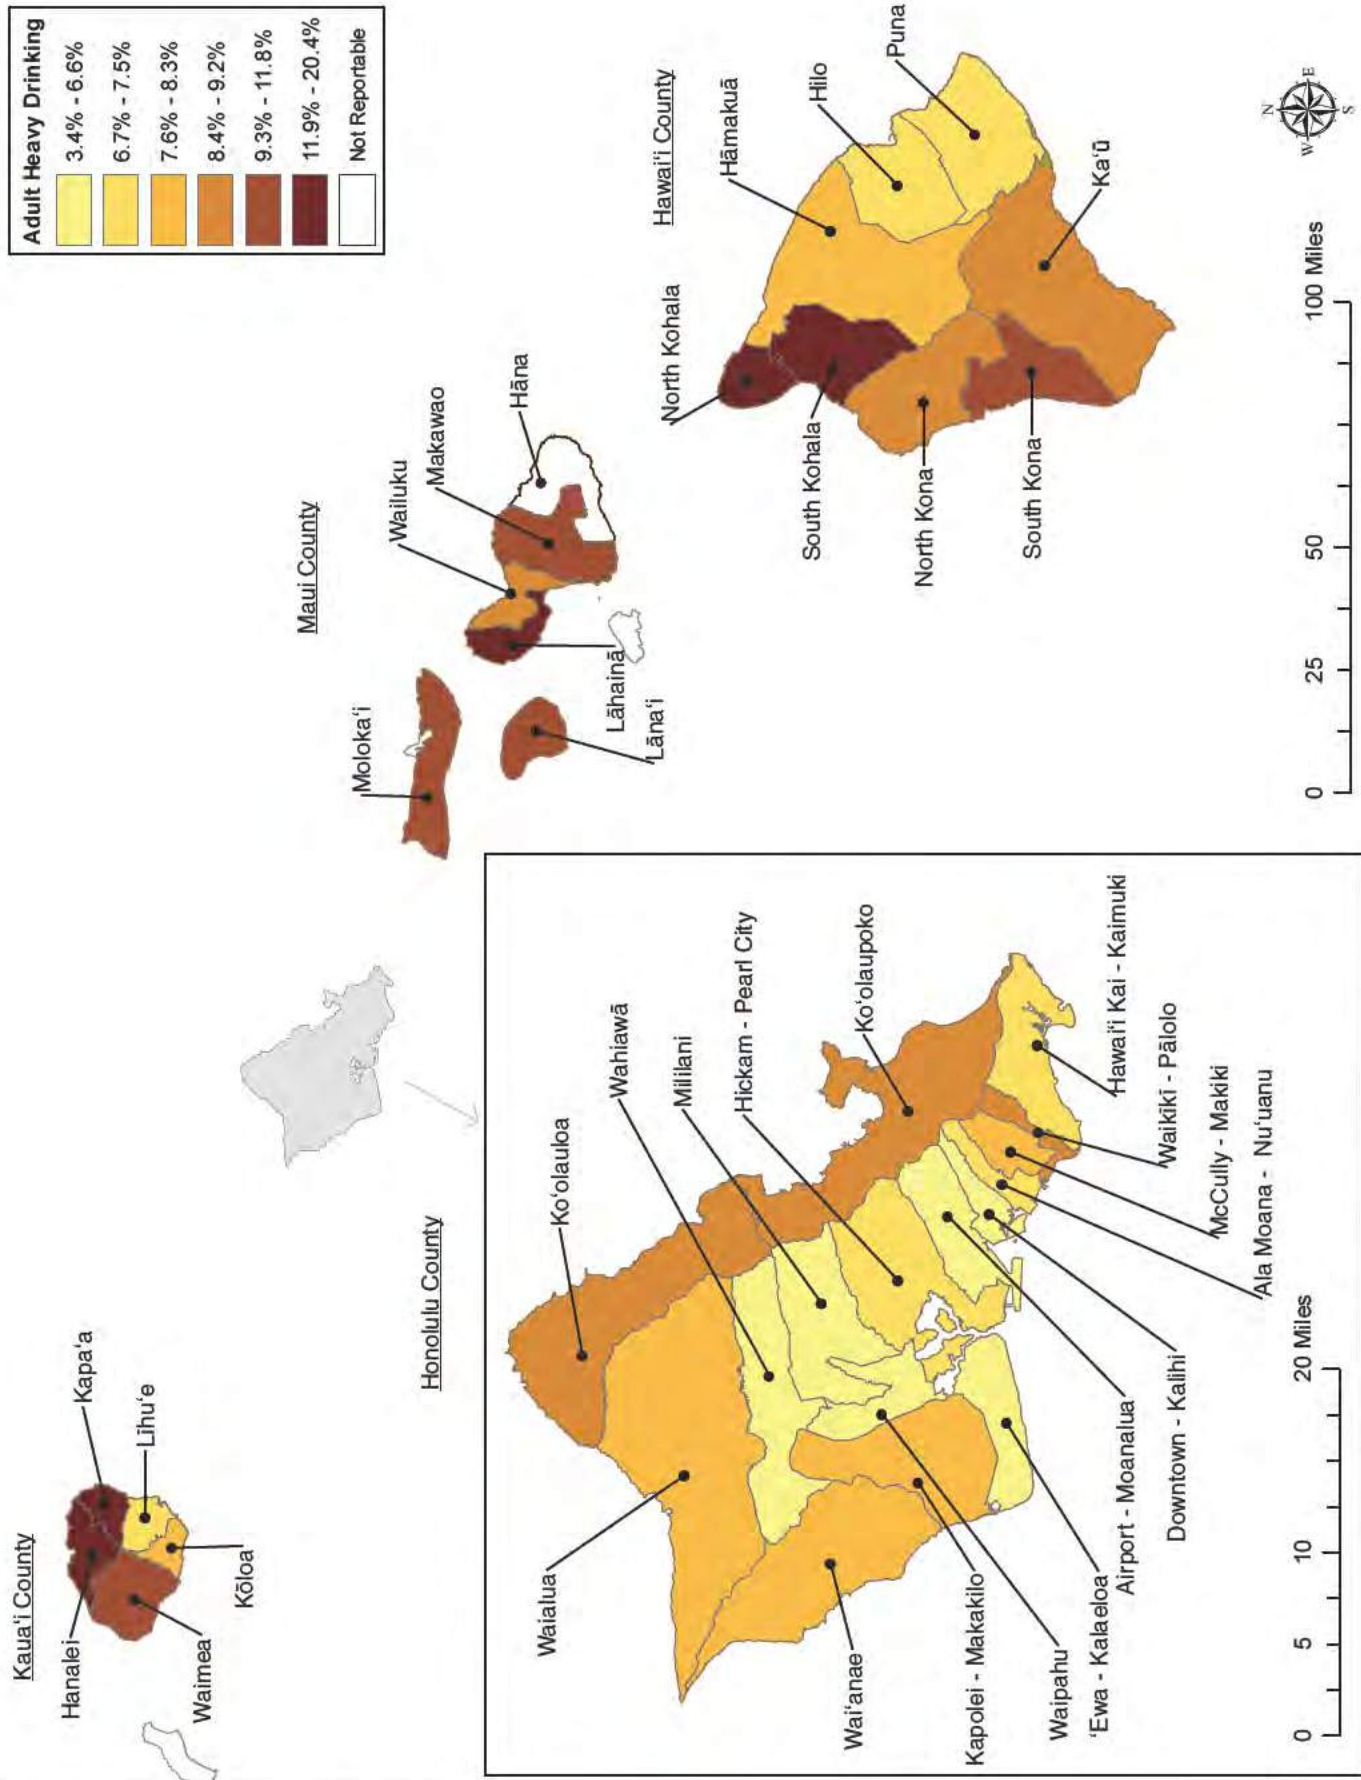 Adult Heavy Drinking
3.4% - 6.6%
6.7% - 7.5%
7.6% - 8.3%
8.4% - 9.2%
9.3% - 11.8%
11.9% - 20.4%
Not Reportable
Kaua‘i County
Hanalei
Kapa‘a
Lihu‘e
Waimea
Kōloa
Honolulu County
Ko‘olauloa
Wahiawā
Mililani
Hickam - Pearl City
Ko‘olaupoko
Waialua
Wai‘anae
Kapolei - Makakilo
Waipahu
‘Ewa - Kalaeloa
Airport - Moanalua
Downtown - Kalihi
Ala Moana - Nu‘uanu
McCully - Makiki
Waikiki - Pālolo
Hawai‘i Kai - Kaimuki
0 5 10 20 Miles
Maui County
Moloka‘i
Wailuku
Makawao
Hāna
Lāhainā
Lāna‘i
Hawai‘i County
North Kohala
Hāmakuā
Hilo
Puna
South Kohala
North Kona
South Kona
Ka‘ū
0 25 50 100 Miles
N
W
E
S